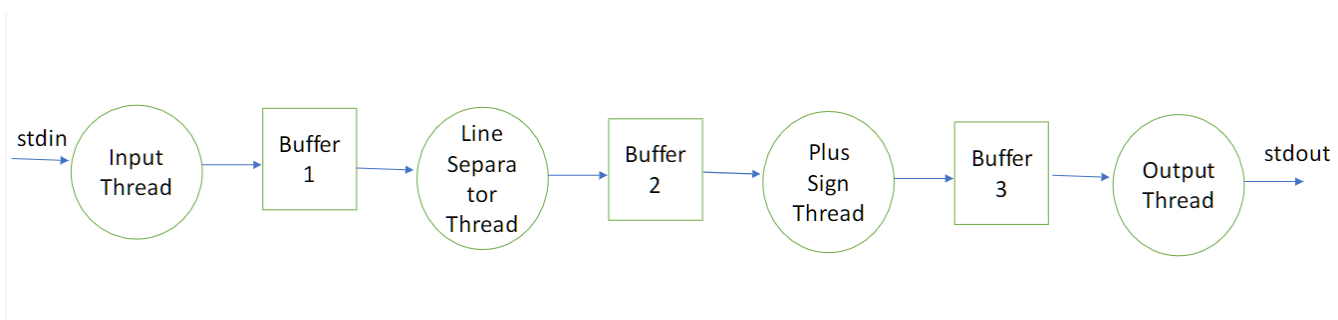 stdin
Input
Thread
Buffer
1
Line
Separa
tor
Thread
Buffer
2
Plus
Sign
Thread
Buffer
3
Output
Thread
stdout